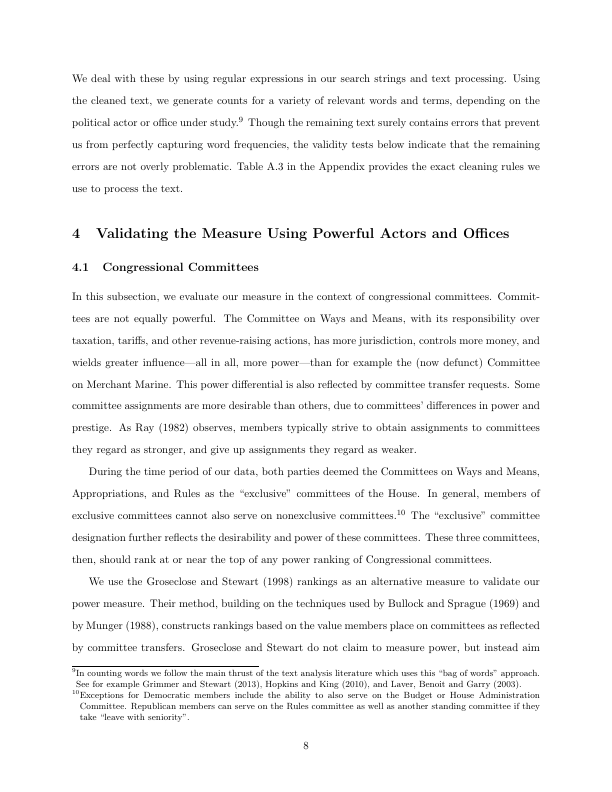 We deal with these by using regular expressions in our search strings and text processing. Using
the cleaned text, we generate counts for a variety of relevant words and terms, depending on the
political actor or office under study.9 Though the remaining text surely contains errors that prevent
us from perfectly capturing word frequencies, the validity tests below indicate that the remaining
errors are not overly problematic. Table A.3 in the Appendix provides the exact cleaning rules we
use to process the text.
4 Validating the Measure Using Powerful Actors and Offices
4.1 Congressional Committees
In this subsection, we evaluate our measure in the context of congressional committees. Commit-
tees are not equally powerful. The Committee on Ways and Means, with its responsibility over
taxation, tariffs, and other revenue-raising actions, has more jurisdiction, controls more money, and
wields greater influence—all in all, more power—than for example the (now defunct) Committee
on Merchant Marine. This power differential is also reflected by committee transfer requests. Some
committee assignments are more desirable than others, due to committees' differences in power and
prestige. As Ray (1982) observes, members typically strive to obtain assignments to committees
they regard as stronger, and give up assignments they regard as weaker.
During the time period of our data, both parties deemed the Committees on Ways and Means,
Appropriations, and Rules as the “exclusive” committees of the House. In general, members of
exclusive committees cannot also serve on nonexclusive committees.10 The “exclusive” committee
designation further reflects the desirability and power of these committees. These three committees,
then, should rank at or near the top of any power ranking of Congressional committees.
We use the Groseclose and Stewart (1998) rankings as an alternative measure to validate our
power measure. Their method, building on the techniques used by Bullock and Sprague (1969) and
by Munger (1988), constructs rankings based on the value members place on committees as reflected
by committee transfers. Groseclose and Stewart do not claim to measure power, but instead aim
9In counting words we follow the main thrust of the text analysis literature which uses this “bag of words” approach.
See for example Grimmer and Stewart (2013), Hopkins and King (2010), and Laver, Benoit and Garry (2003).
10Exceptions for Democratic members include the ability to also serve on the Budget or House Administration
Committee. Republican members can serve on the Rules committee as well as another standing committee if they
take “leave with seniority”.
8